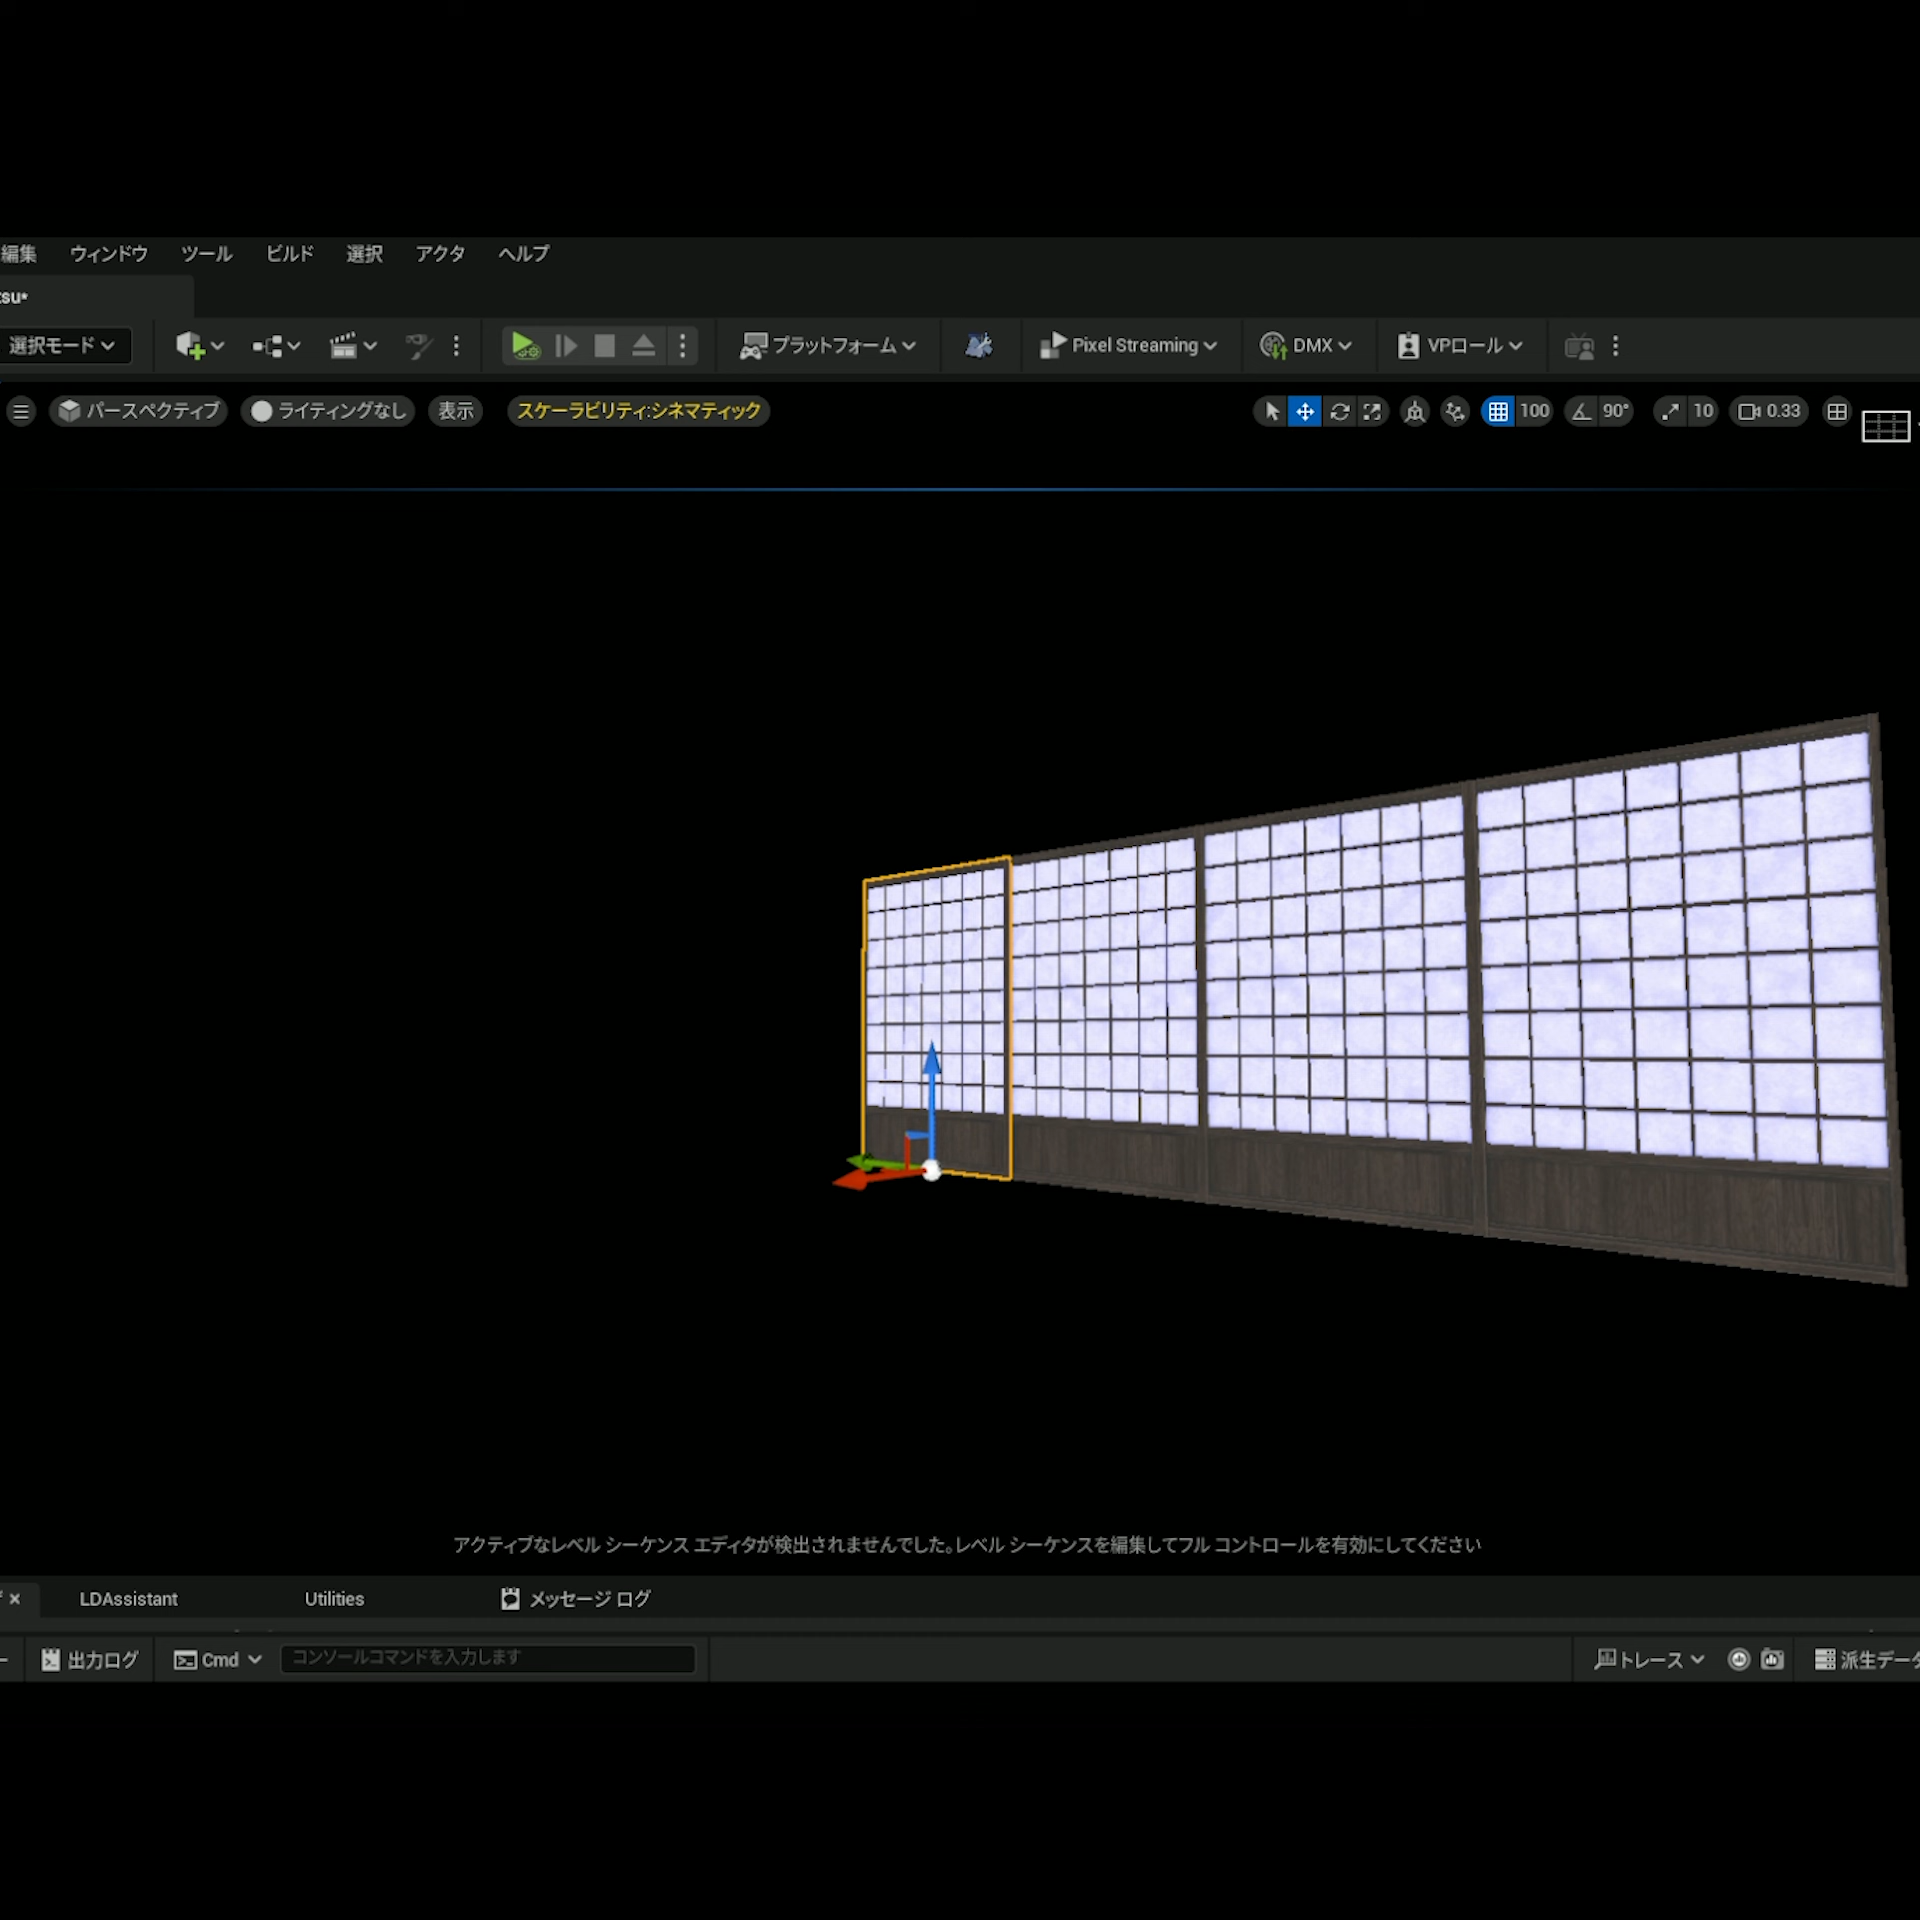 編集 ウィンドウ ツール ビルド 選択 アクタ ヘルプ
tsu*
選択モード プラットフォーム Pixel Streaming DMX VPロール
パースペクティブ ライティングなし 表示 スケーラビリティ:シネマティック 100 90° 10 0.33
アクティブなレベル シーケンス エディタが検出されませんでした。レベル シーケンスを編集してフル コントロールを有効にしてください
LDAssistant Utilities メッセージ ログ
出力ログ Cmd コンソールコマンドを入力します トレース 派生データ